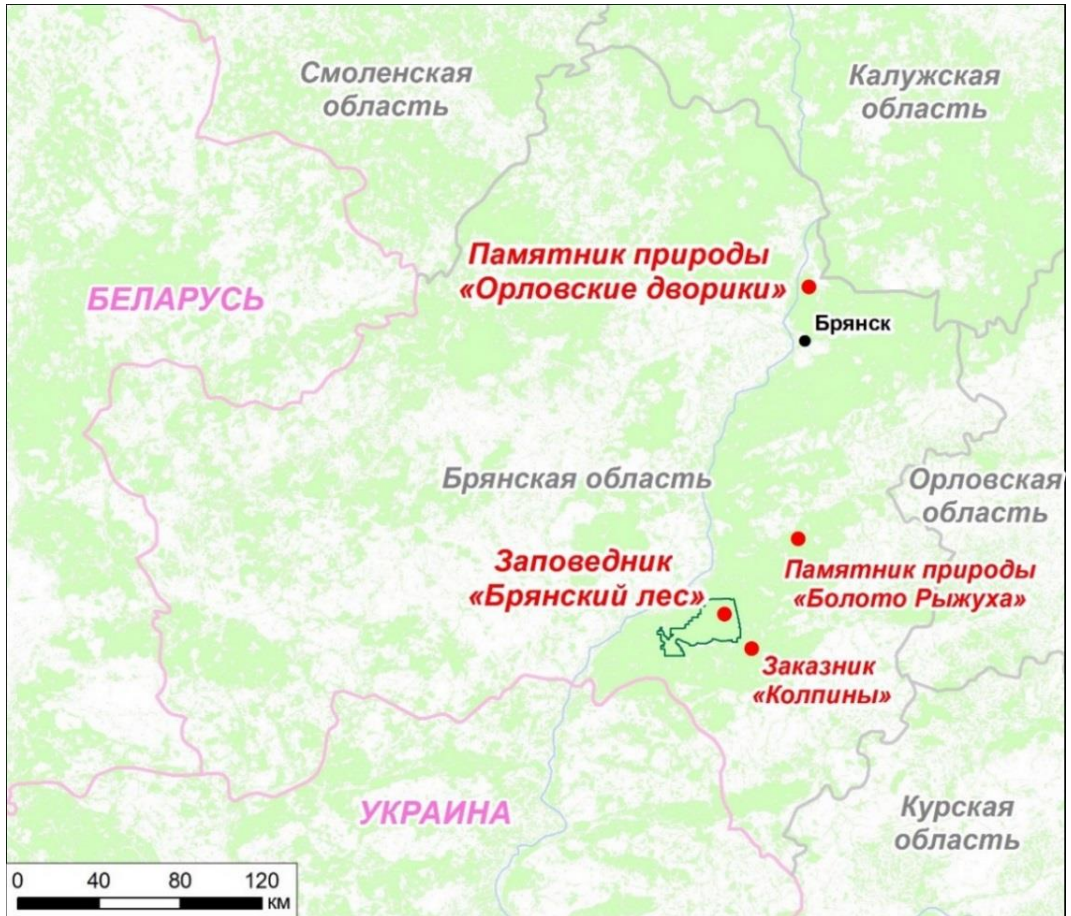 Смоленская
область
Калужская
область
Памятник природы
«Орловские дворики»
БЕЛАРУСЬ
Брянск
Брянская область
Орловская
область
Заповедник
«Брянский лес»
Памятник природы
«Болото Рыжуха»
Заказник
«Колпины»
УКРАИНА
Курская
область
0 40 80 120
КМ